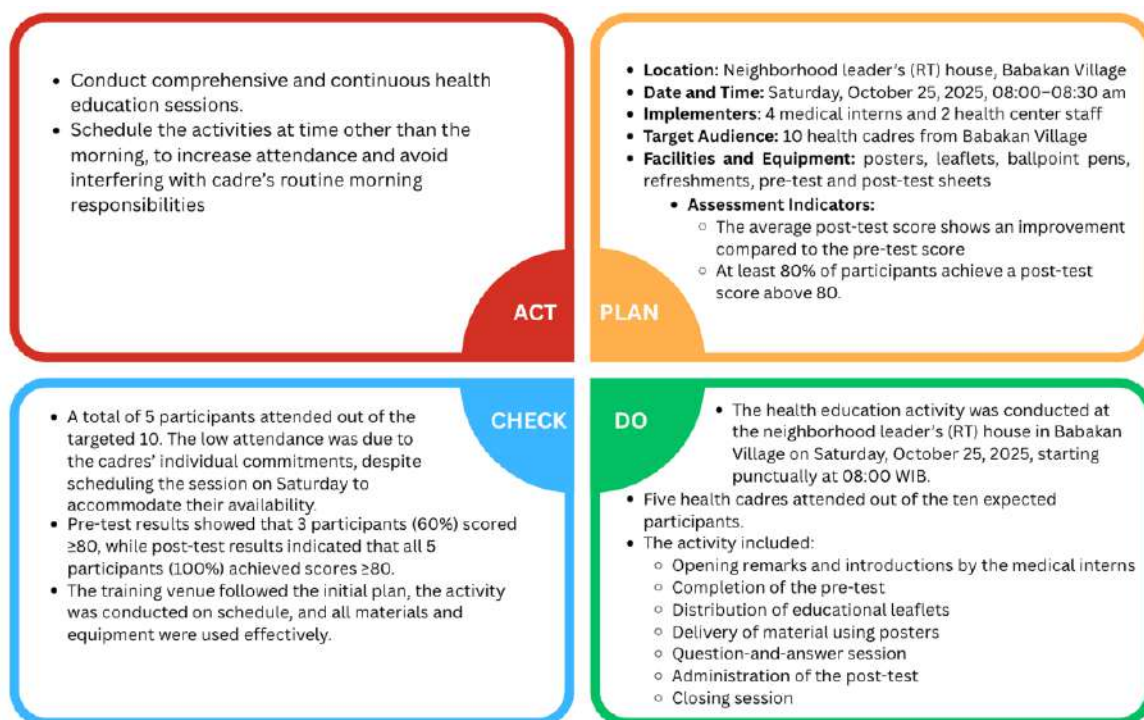 • Conduct comprehensive and continuous health
education sessions.
• Schedule the activities at time other than the
morning, to increase attendance and avoid
interfering with cadre's routine morning
responsibilities
ACT
• Location: Neighborhood leader's (RT) house, Babakan Village
• Date and Time: Saturday, October 25, 2025, 08:00–08:30 am
• Implementers: 4 medical interns and 2 health center staff
• Target Audience: 10 health cadres from Babakan Village
• Facilities and Equipment: posters, leaflets, ballpoint pens,
refreshments, pre-test and post-test sheets
• Assessment Indicators:
○ The average post-test score shows an improvement
compared to the pre-test score
○ At least 80% of participants achieve a post-test
score above 80.
PLAN
• A total of 5 participants attended out of the
targeted 10. The low attendance was due to
the cadres' individual commitments, despite
scheduling the session on Saturday to
accommodate their availability.
• Pre-test results showed that 3 participants (60%) scored
≥80, while post-test results indicated that all 5
participants (100%) achieved scores ≥80.
• The training venue followed the initial plan, the activity
was conducted on schedule, and all materials and
equipment were used effectively.
CHECK
DO
• The health education activity was conducted at
the neighborhood leader's (RT) house in Babakan
Village on Saturday, October 25, 2025, starting
punctually at 08:00 WIB.
• Five health cadres attended out of the ten expected
participants.
• The activity included:
○ Opening remarks and introductions by the medical interns
○ Completion of the pre-test
○ Distribution of educational leaflets
○ Delivery of material using posters
○ Question-and-answer session
○ Administration of the post-test
○ Closing session